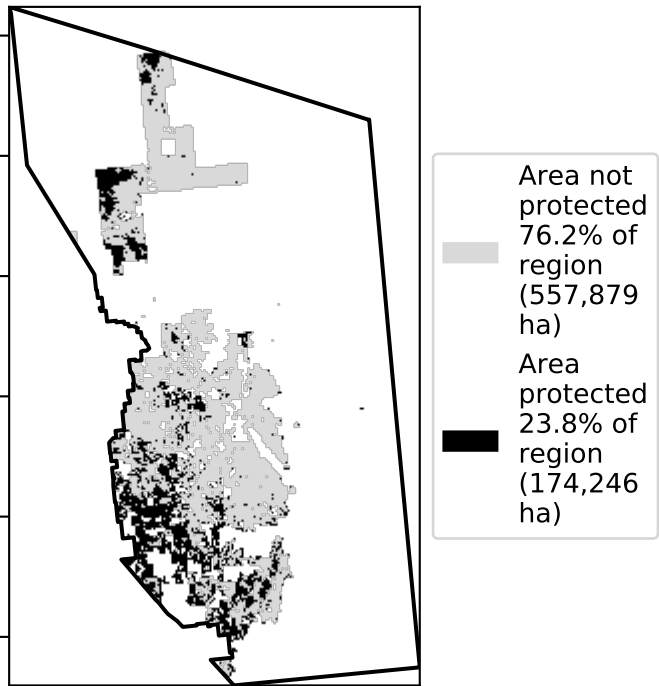 Area not
protected
76.2% of
region
(557,879
ha)
Area
protected
23.8% of
region
(174,246
ha)